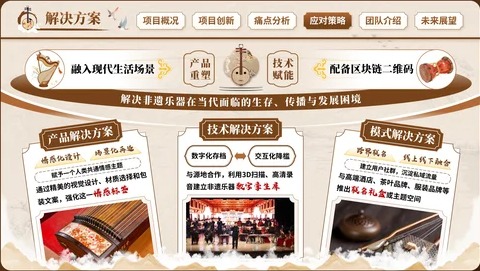 解决方案
项目概况
项目创新
痛点分析
应对策略
团队介绍
未来展望
融入现代生活场景
产品
重塑
技术
赋能
配备区块链二维码
解决非遗乐器在当代面临的生存、传播与发展困境
产品解决方案
情感化设计 场景化再造
赋予一个人类共通情感主题
通过精美的视觉设计、材质选择和包
装文案，强化这一情感标签
技术解决方案
数字化存档
交互化降槛
与源地合作，利用3D扫描、高清录
音建立非遗乐器数字孪生库
模式解决方案
跨界联名 线上线下融合
建立用户社群，沉淀私域流量
与高端酒店、茶叶品牌、服装品牌等
推出联名礼盒或主题空间